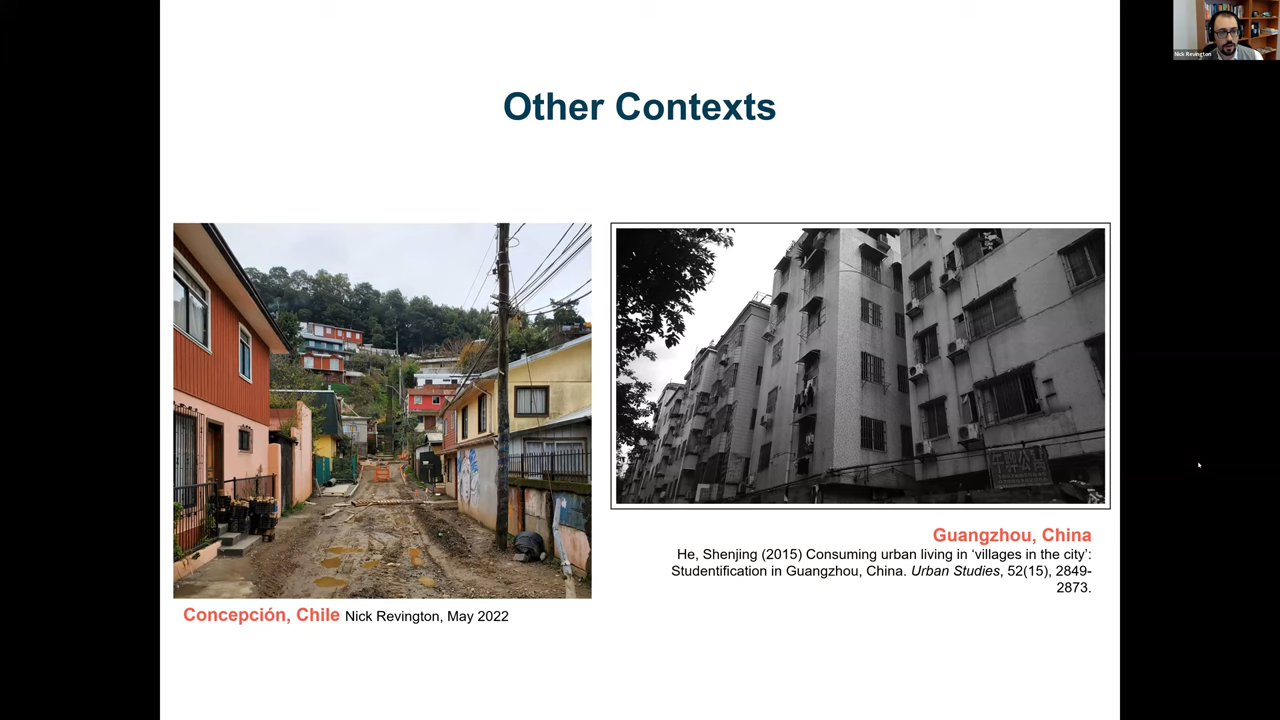 Nick Revington
Other Contexts
Concepción, Chile Nick Revington, May 2022
Guangzhou, China
He, Shenjing (2015) Consuming urban living in ‘villages in the city’:
Studentification in Guangzhou, China. Urban Studies, 52(15), 2849-
2873.